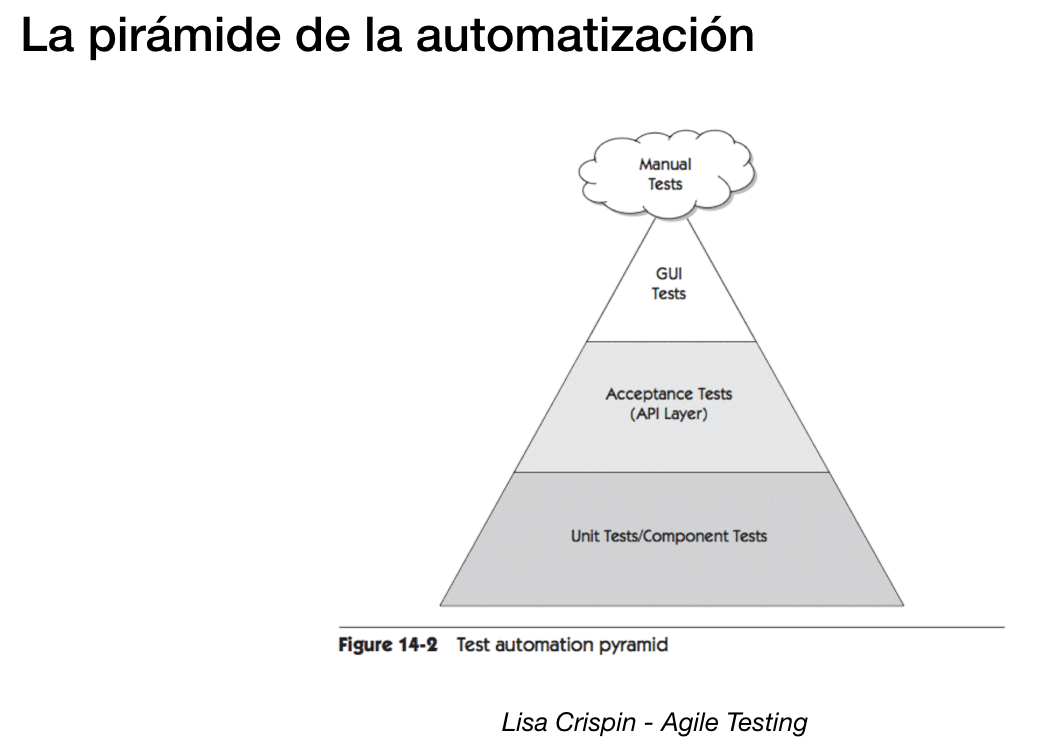 La pirámide de la automatización
Manual
Tests
GUI
Tests
Acceptance Tests
(API Layer)
Unit Tests/Component Tests
Figure 14-2 Test automation pyramid
Lisa Crispin - Agile Testing